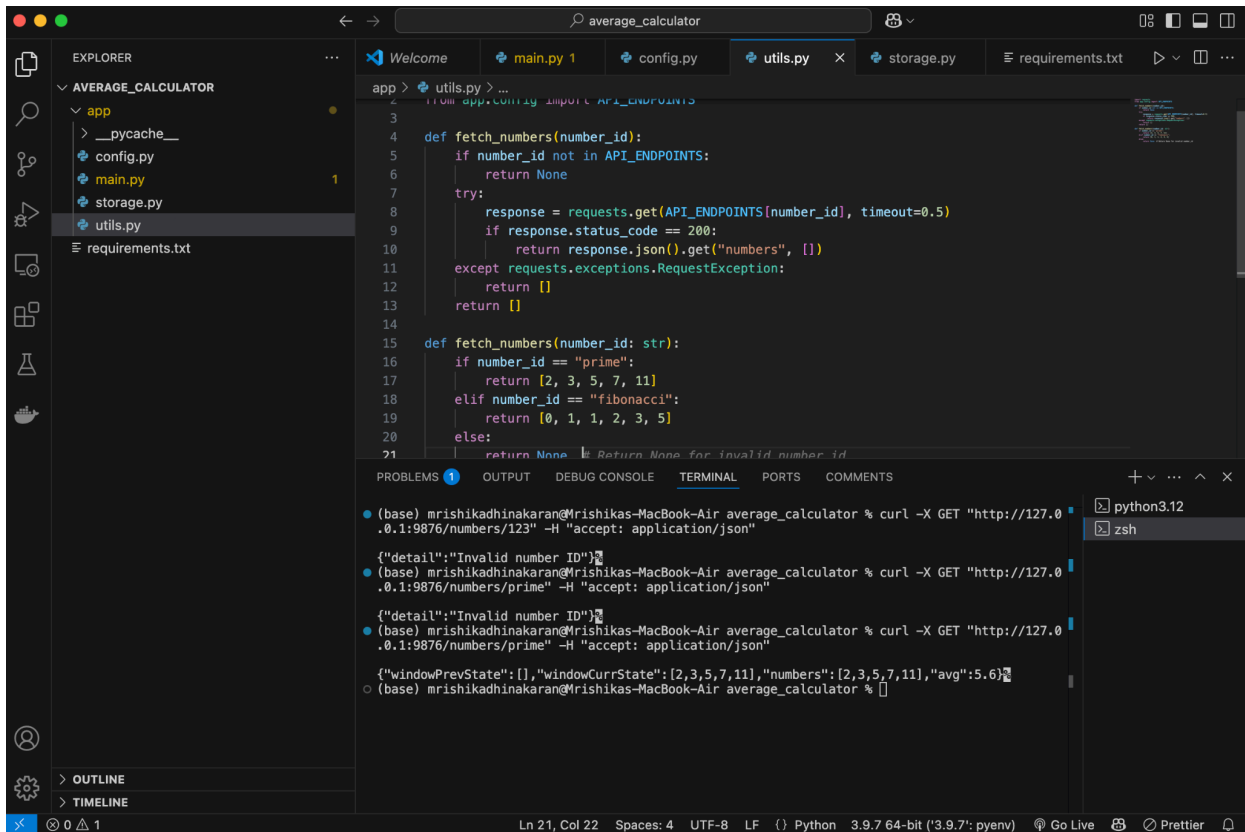 average_calculator
EXPLORER
AVERAGE_CALCULATOR
app
__pycache__
config.py
main.py 1
storage.py
utils.py
requirements.txt
OUTLINE
TIMELINE
Welcome main.py 1 config.py utils.py storage.py requirements.txt
app > utils.py > ...
2 from app.config import API_ENDPOINTS
3
4 def fetch_numbers(number_id):
5 if number_id not in API_ENDPOINTS:
6 return None
7 try:
8 response = requests.get(API_ENDPOINTS[number_id], timeout=0.5)
9 if response.status_code == 200:
10 return response.json().get("numbers", [])
11 except requests.exceptions.RequestException:
12 return []
13 return []
14
15 def fetch_numbers(number_id: str):
16 if number_id == "prime":
17 return [2, 3, 5, 7, 11]
18 elif number_id == "fibonacci":
19 return [0, 1, 1, 2, 3, 5]
20 else:
21 return None # Return None for invalid number id
PROBLEMS 1 OUTPUT DEBUG CONSOLE TERMINAL PORTS COMMENTS
(base) mrishikadhinakaran@Mrishikas-MacBook-Air average_calculator % curl -X GET "http://127.0
.0.1:9876/numbers/123" -H "accept: application/json"
{"detail":"Invalid number ID"}%
(base) mrishikadhinakaran@Mrishikas-MacBook-Air average_calculator % curl -X GET "http://127.0
.0.1:9876/numbers/prime" -H "accept: application/json"
{"detail":"Invalid number ID"}%
(base) mrishikadhinakaran@Mrishikas-MacBook-Air average_calculator % curl -X GET "http://127.0
.0.1:9876/numbers/prime" -H "accept: application/json"
{"windowPrevState":[],"windowCurrState":[2,3,5,7,11],"numbers":[2,3,5,7,11],"avg":5.6}%
(base) mrishikadhinakaran@Mrishikas-MacBook-Air average_calculator %
python3.12
zsh
0 1 Ln 21, Col 22 Spaces: 4 UTF-8 LF {} Python 3.9.7 64-bit ('3.9.7': pyenv) Go Live Prettier